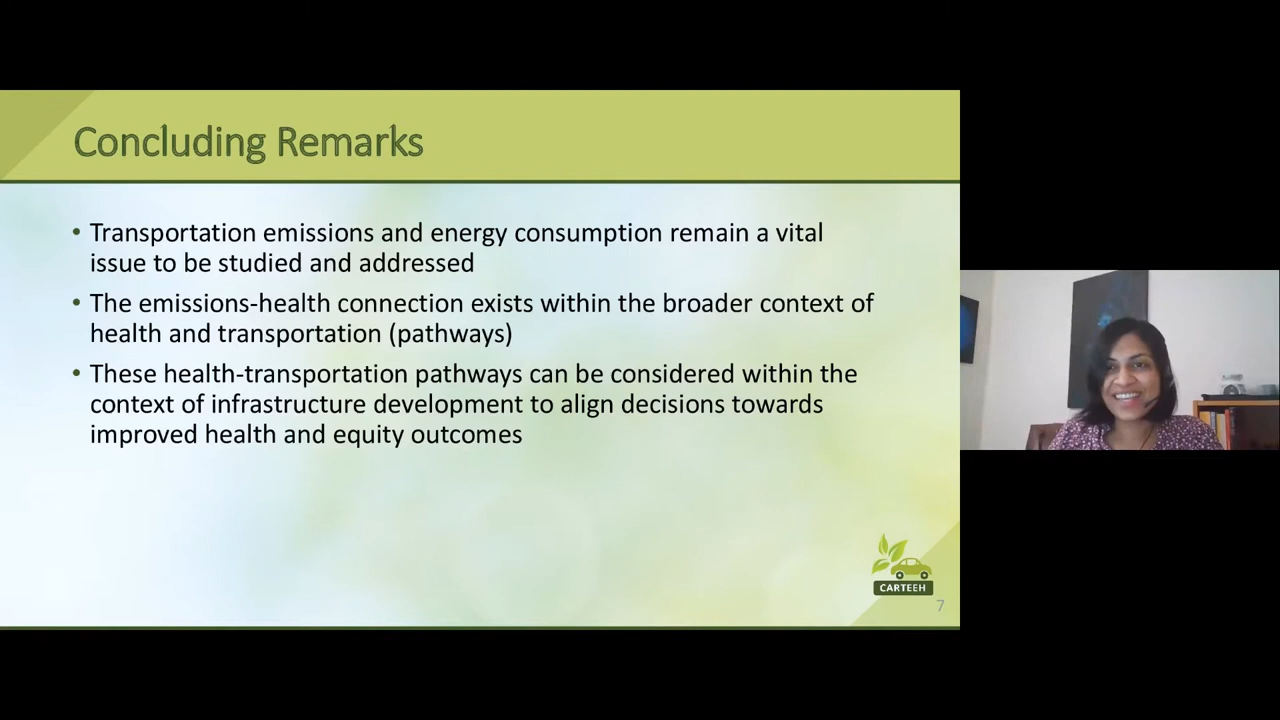 Concluding Remarks
• Transportation emissions and energy consumption remain a vital
issue to be studied and addressed
• The emissions-health connection exists within the broader context of
health and transportation (pathways)
• These health-transportation pathways can be considered within the
context of infrastructure development to align decisions towards
improved health and equity outcomes
CARTEEH
7